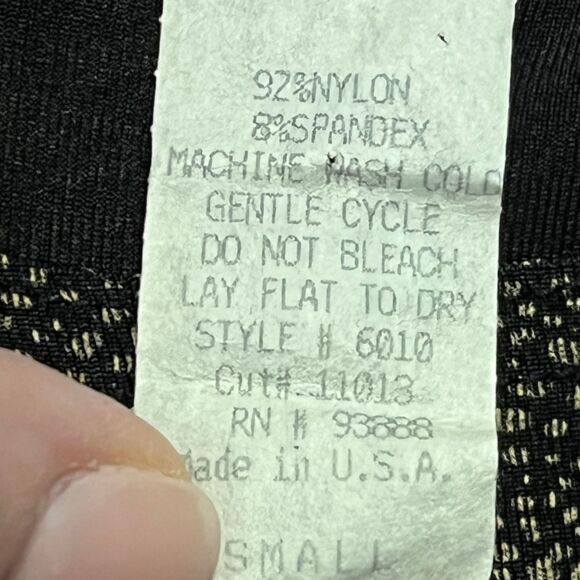 92%NYLON
8%SPANDEX
MACHINE WASH COLD
GENTLE CYCLE
DO NOT BLEACH
LAY FLAT TO DRY
STYLE # 6010
Cut#. 11013
RN # 93888
Made in U.S.A.
SMALL